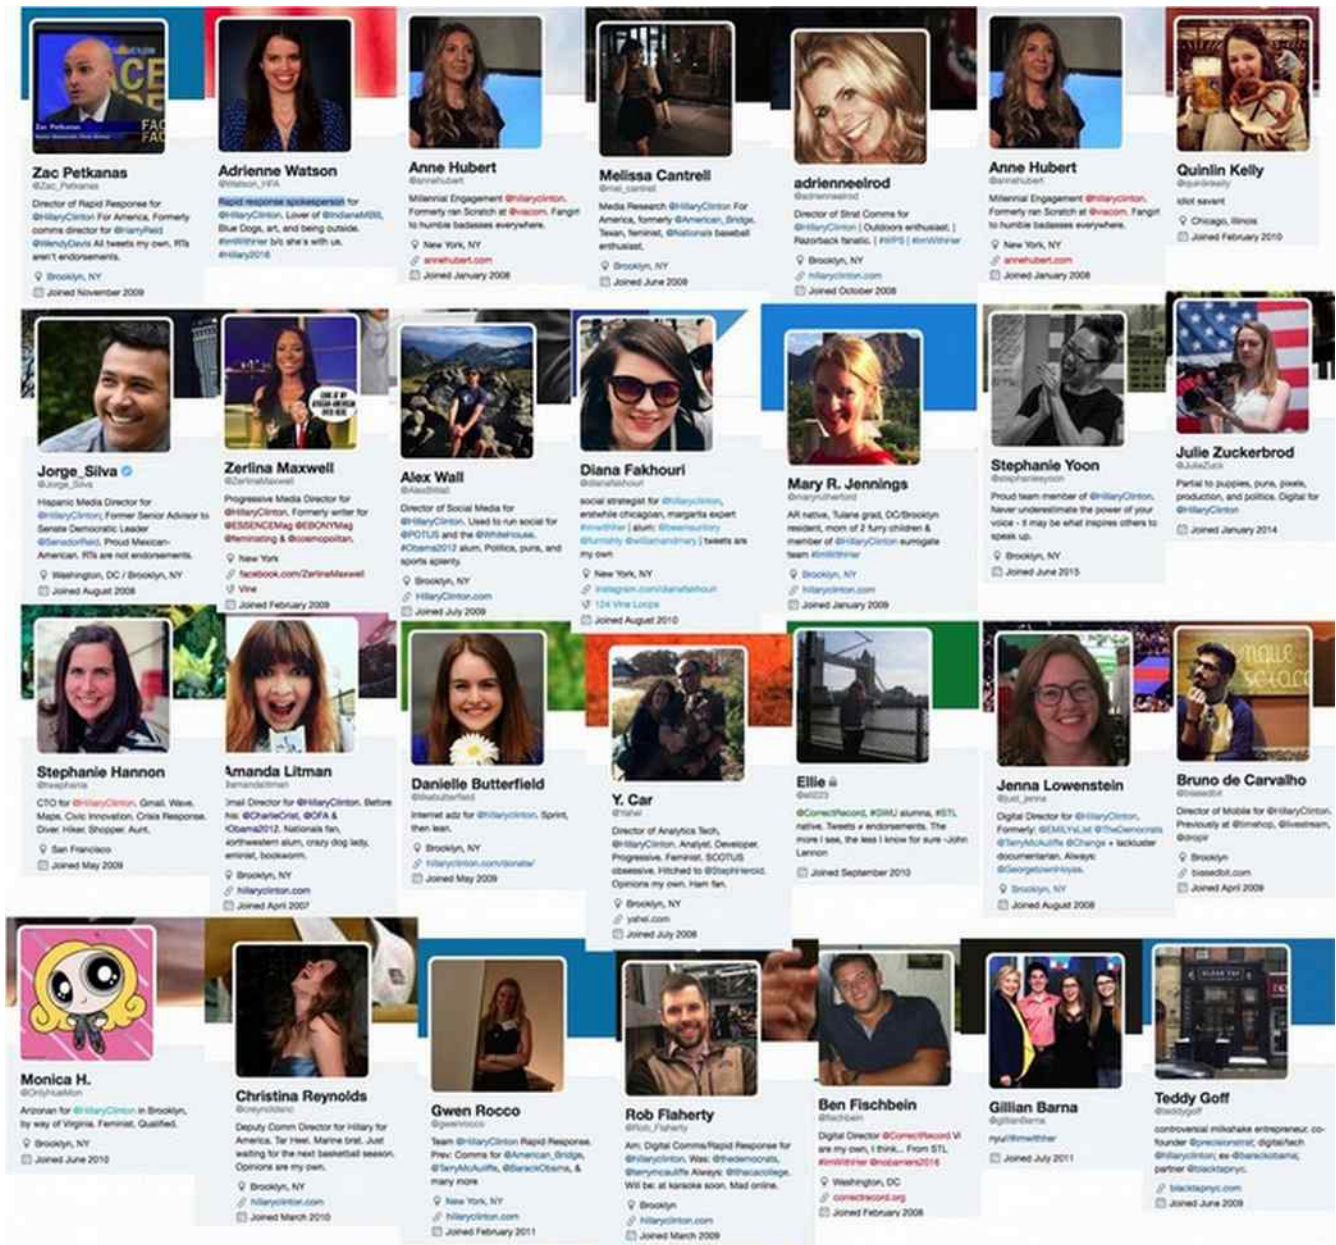 Zac Petkanas
@Zac_Petkanas
Director of Rapid Response for
@HillaryClinton For America, Formerly
comms director for @HarryReid
@WendyDavis All tweets my own, RTs
aren't endorsements.
Brooklyn, NY
Joined November 2009
Adrienne Watson
@Watson_HFA
Rapid response spokesperson for
@HillaryClinton. Lover of @IndianaMBB,
Blue Dogs, art, and being outside.
#ImWithHer b/c she's with us.
#Hillary2016
Anne Hubert
@annehubert
Millennial Engagement @hillaryclinton.
Formerly ran Scratch at @viacom. Fangirl
to humble badasses everywhere.
New York, NY
annehubert.com
Joined January 2008
Melissa Cantrell
@mel_cantrell
Media Research @HillaryClinton For
America, formerly @American_Bridge,
Texan, feminist, @Nationals baseball
enthusiast.
Brooklyn, NY
Joined June 2009
adrienneelrod
@adrienneelrod
Director of Strat Comms for
@HillaryClinton | Outdoors enthusiast. |
Razorback fanatic. | #WPS | #ImWithHer
Brooklyn, NY
hillaryclinton.com
Joined October 2008
Anne Hubert
@annehubert
Millennial Engagement @hillaryclinton.
Formerly ran Scratch at @viacom. Fangirl
to humble badasses everywhere.
New York, NY
annehubert.com
Joined January 2008
Quinlin Kelly
@quinlinkelly
idiot savant
Chicago, Illinois
Joined February 2010
Jorge_Silva
@Jorge_Silva
Hispanic Media Director for
@HillaryClinton; Former Senior Advisor to
Senate Democratic Leader
@SenatorReid. Proud Mexican-
American. RTs are not endorsements.
Washington, DC / Brooklyn, NY
Joined August 2008
Zerlina Maxwell
@ZerlinaMaxwell
Progressive Media Director for
@HillaryClinton. Formerly writer for
@ESSENCEMag @EBONYMag
@feministing & @cosmopolitan.
New York
facebook.com/ZerlinaMaxwell
Vine
Joined February 2009
Alex Wall
Director of Social Media for
@HillaryClinton. Used to run social for
@POTUS and the @WhiteHouse.
#Obama2012 alum. Politics, puns, and
sports aplenty.
Brooklyn, NY
HillaryClinton.com
Joined July 2009
Diana Fakhouri
@dianafakhouri
social strategist for @hillaryclinton,
erstwhile chicagoan, margarita expert
#imwithher | alum:
@williamandmary | tweets are
my own
New York, NY
instagram.com/dianafakhouri
124 Vine Loops
Joined August 2010
Mary R. Jennings
@maryrutherford
AR native, Tulane grad, DC/Brooklyn
resident, mom of 2 furry children &
member of @HillaryClinton surrogate
team #ImWithHer
Brooklyn, NY
hillaryclinton.com
Joined January 2009
Stephanie Yoon
@stephanieyoon
Proud team member of @HillaryClinton.
Never underestimate the power of your
voice - it may be what inspires others to
speak up.
Brooklyn, NY
Joined June 2015
Julie Zuckerbrod
@JulieZuck
Partial to puppies, puns, pixels,
production, and politics. Digital for
@HillaryClinton
Joined January 2014
Stephanie Hannon
CTO for @HillaryClinton. Gmail, Wave,
Maps, Civic Innovation, Crisis Response.
Diver. Hiker. Shopper. Aunt.
San Francisco
Joined May 2009
Amanda Litman
@amandalitman
Email Director for @HillaryClinton. Before
this: @CharlieCrist, @OFA &
Obama2012. Nationals fan,
northwestern alum, crazy dog lady,
feminist, bookworm.
Brooklyn, NY
hillaryclinton.com
Joined April 2007
Danielle Butterfield
Internet adz for @hillaryclinton. Sprint,
then lean.
Brooklyn, NY
hillaryclinton.com/donate/
Joined May 2009
Y. Car
@Yahel
Director of Analytics Tech,
@HillaryClinton. Analyst. Developer.
Progressive. Feminist. SCOTUS
obsessive. Hitched to @StephHerold.
Opinions my own. Ham fan.
Brooklyn, NY
yahel.com
Joined July 2008
Ellie
@CorrectRecord, #GWU alumna, #STL
native. Tweets ≠ endorsements. The
more I see, the less I know for sure -John
Lennon
Joined September 2010
Jenna Lowenstein
@just_jenna
Digital Director for @HillaryClinton.
Formerly: @EMILYsList @TheDemocrats
@TerryMcAuliffe @Change + lackluster
documentarian. Always:
@GeorgetownHoyas.
Brooklyn, NY
Joined August 2008
Bruno de Carvalho
@biasedbit
Director of Mobile for @HillaryClinton.
Previously at @timehop, @livestream,
@droplr
Brooklyn
biasedbit.com
Joined April 2009
Monica H.
Arizonan for @HillaryClinton in Brooklyn,
by way of Virginia. Feminist, Qualified.
Brooklyn, NY
Joined June 2010
Christina Reynolds
@creynoldsnc
Deputy Comm Director for Hillary for
America. Tar Heel. Marine brat. Just
waiting for the next basketball season.
Opinions are my own.
Brooklyn, NY
hillaryclinton.com
Joined March 2010
Gwen Rocco
@gwenrocco
Team @HillaryClinton Rapid Response.
Prev: Comms for @American_Bridge,
@TerryMcAuliffe, @BarackObama, &
many more
New York, NY
hillaryclinton.com
Joined February 2011
Rob Flaherty
@Rob_Flaherty
Am: Digital Comms/Rapid Response for
@hillaryclinton. Was: @thedemocrats,
@terrymcauliffe Always: @ithacacollege.
Will be: at karaoke soon. Mad online.
Brooklyn
hillaryclinton.com
Joined March 2009
Ben Fischbein
@fischbein
Digital Director @CorrectRecord.Vi
are my own, I think... From STL
#ImWithHer @nobarriers2016
Washington, DC
correctrecord.org
Joined February 2008
Gillian Barna
@gillianBarna
nyu//#imwithher
Joined July 2011
Teddy Goff
@teddygoff
controversial milkshake entrepreneur, co-
founder @precisionstrat; digital/tech
@hillaryclinton; ex-@barackobama;
partner @blacktapnyc.
blacktapnyc.com
Joined June 2009